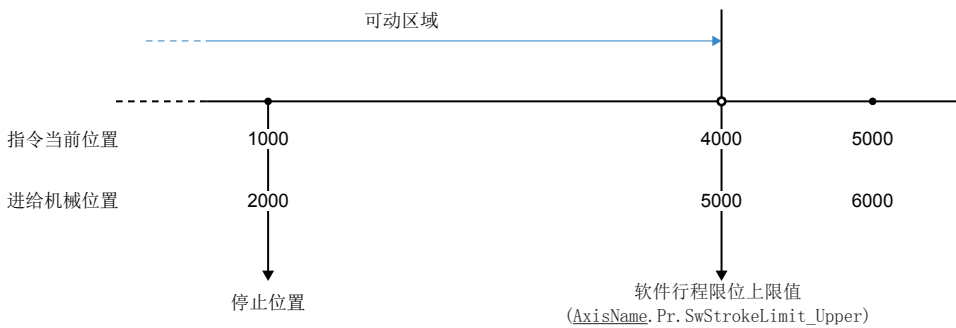 可动区域
指令当前位置 1000 4000 5000
进给机械位置 2000 5000 6000
停止位置
软件行程限位上限值
(AxisName.Pr.SwStrokeLimit_Upper)